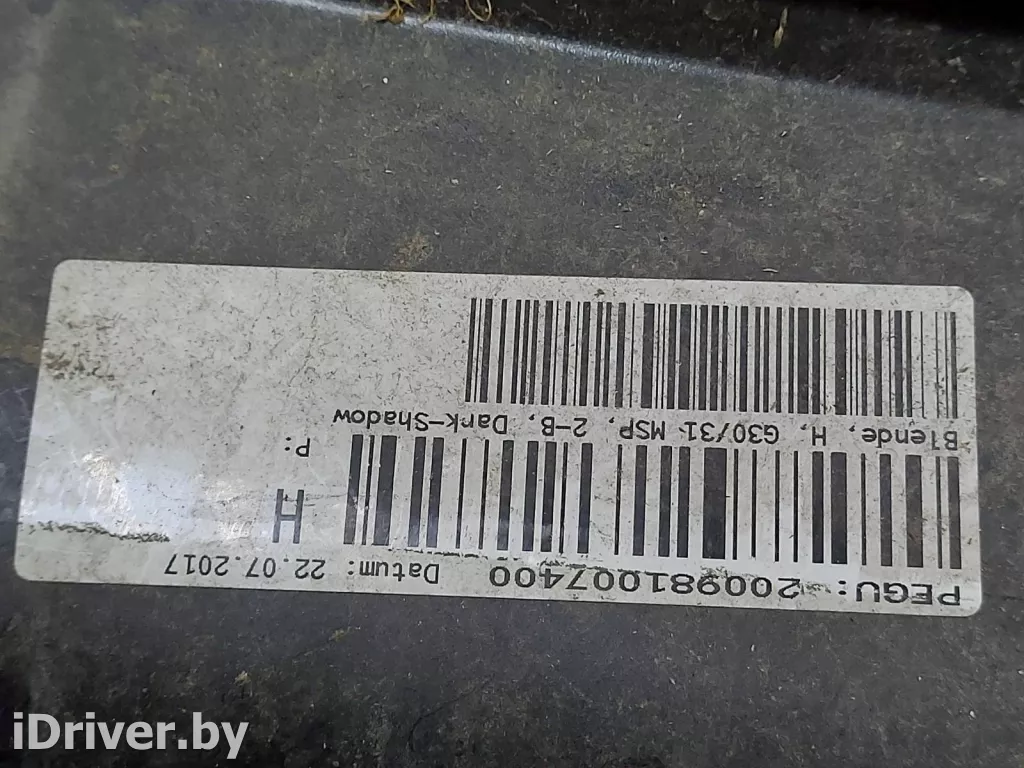 PEGU: 200981007400 Datum: 22.07.2017
H
P:
Blende, H, G30/31 MSP, 2-B, Dark-Shadow
iDriver.by